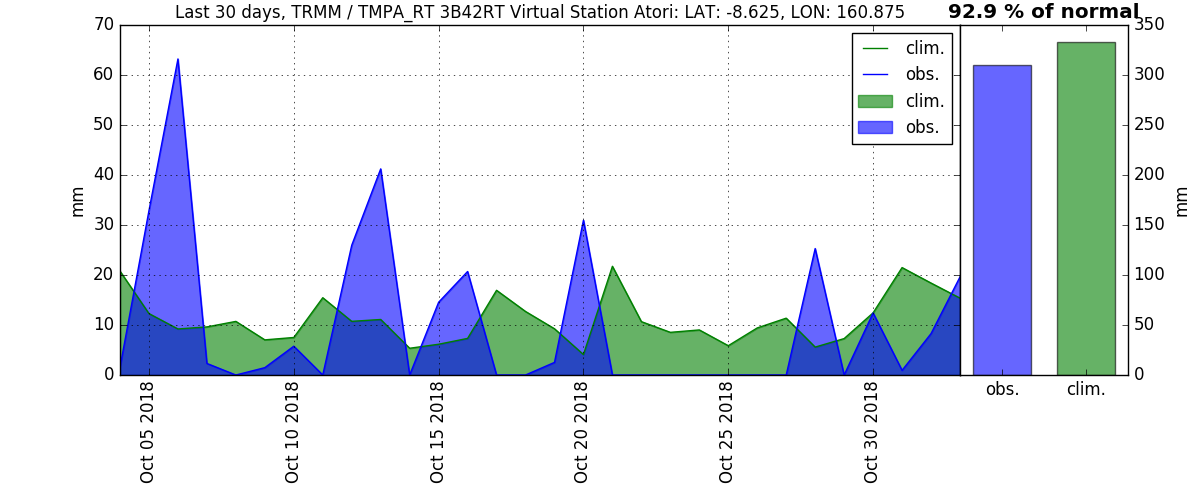 Last 30 days, TRMM / TMPA_RT 3B42RT Virtual Station Atori: LAT: -8.625, LON: 160.875
92.9 % of normal
70
60
50
40
30
20
10
0
mm
clim.
obs.
clim.
obs.
350
300
250
200
150
100
50
0
mm
Oct 05 2018
Oct 10 2018
Oct 15 2018
Oct 20 2018
Oct 25 2018
Oct 30 2018
obs.
clim.